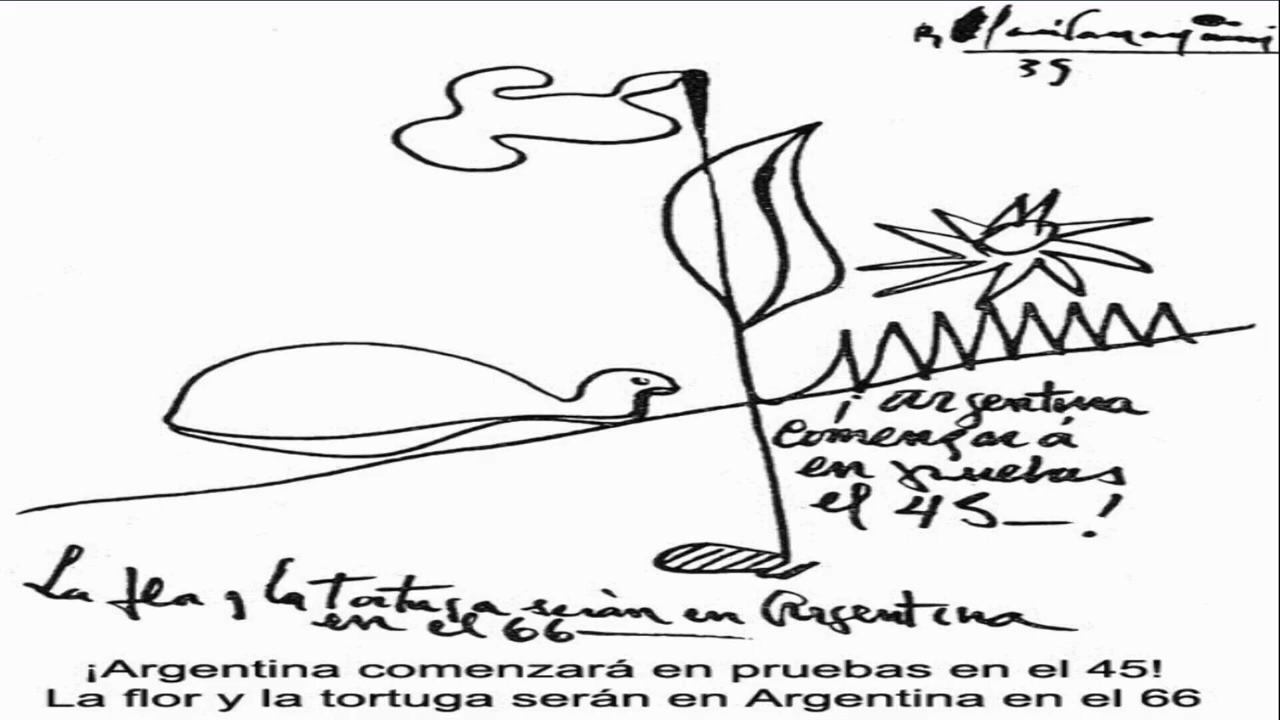 39
¡Argentina
comenzará
en pruebas
el 45—!
La flor y la Tortuga serán en Argentina
en el 66
¡Argentina comenzará en pruebas en el 45!
La flor y la tortuga serán en Argentina en el 66